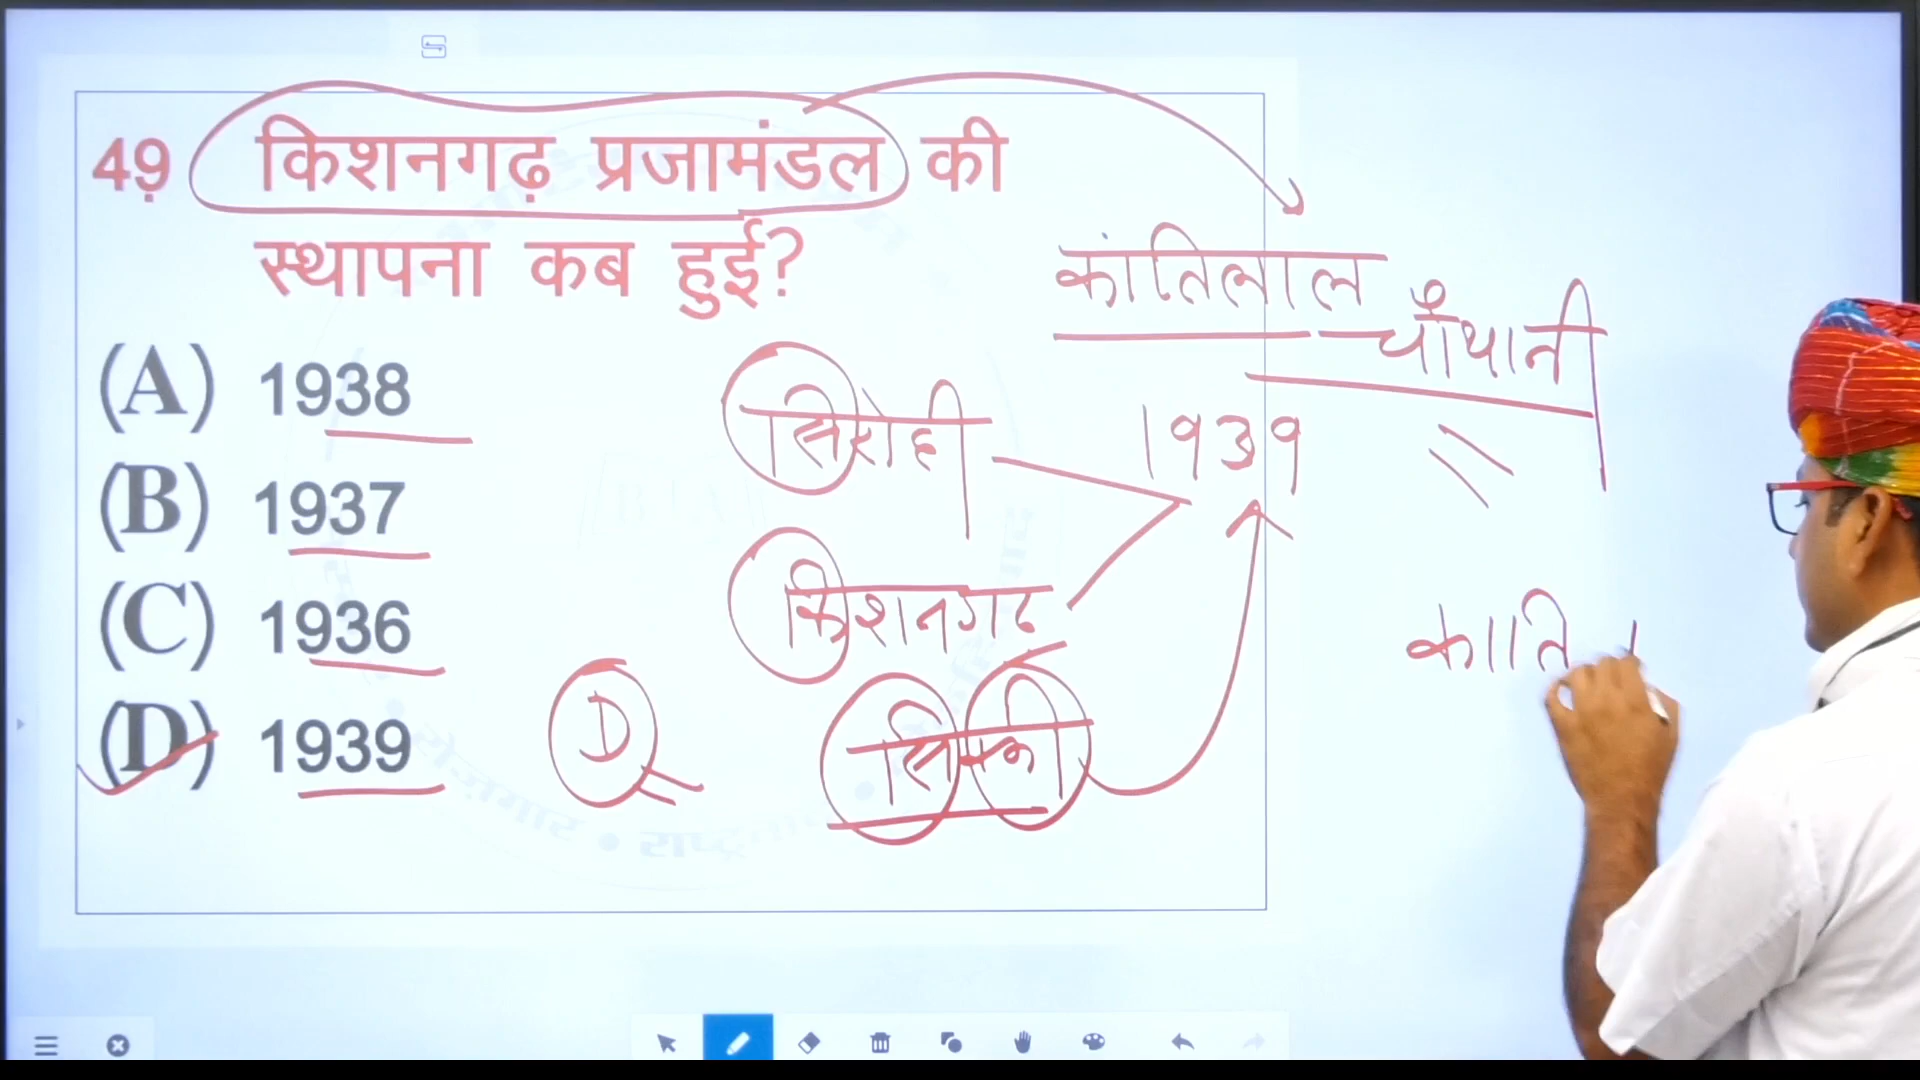 49. किशनगढ़ प्रजामंडल की
स्थापना कब हुई?
(A) 1938
(B) 1937
(C) 1936
(D) 1939
कांतिलाल
चौथानी
सिरोही
1939
किशनगढ
D
सिकी
काति